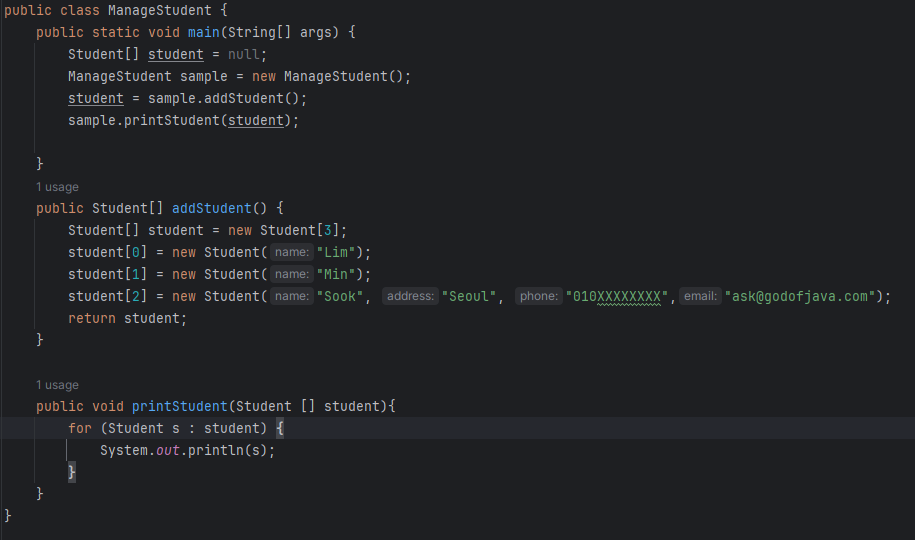 public class ManageStudent {
public static void main(String[] args) {
Student[] student = null;
ManageStudent sample = new ManageStudent();
student = sample.addStudent();
sample.printStudent(student);
}
1 usage
public Student[] addStudent() {
Student[] student = new Student[3];
student[0] = new Student( name: "Lim");
student[1] = new Student( name: "Min");
student[2] = new Student( name: "Sook", address: "Seoul", phone: "010XXXXXXXX", email: "ask@godofjava.com");
return student;
}
1 usage
public void printStudent(Student [] student){
for (Student s : student) {
System.out.println(s);
}
}
}